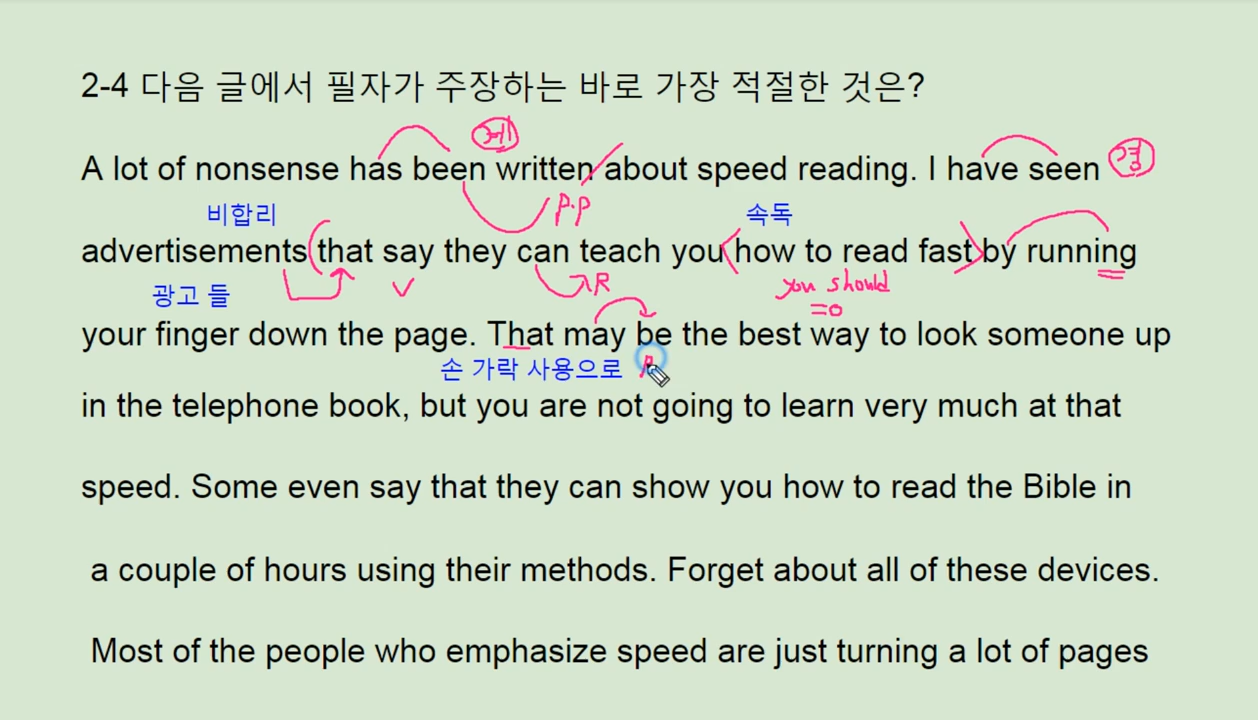 2-4 다음 글에서 필자가 주장하는 바로 가장 적절한 것은?
계
A lot of nonsense has been written about speed reading. I have seen 경
비합리 P.P 속독
advertisements that say they can teach you how to read fast by running
광고 들 V R you should
=o
your finger down the page. That may be the best way to look someone up
손 가락 사용으로
in the telephone book, but you are not going to learn very much at that
speed. Some even say that they can show you how to read the Bible in
a couple of hours using their methods. Forget about all of these devices.
Most of the people who emphasize speed are just turning a lot of pages